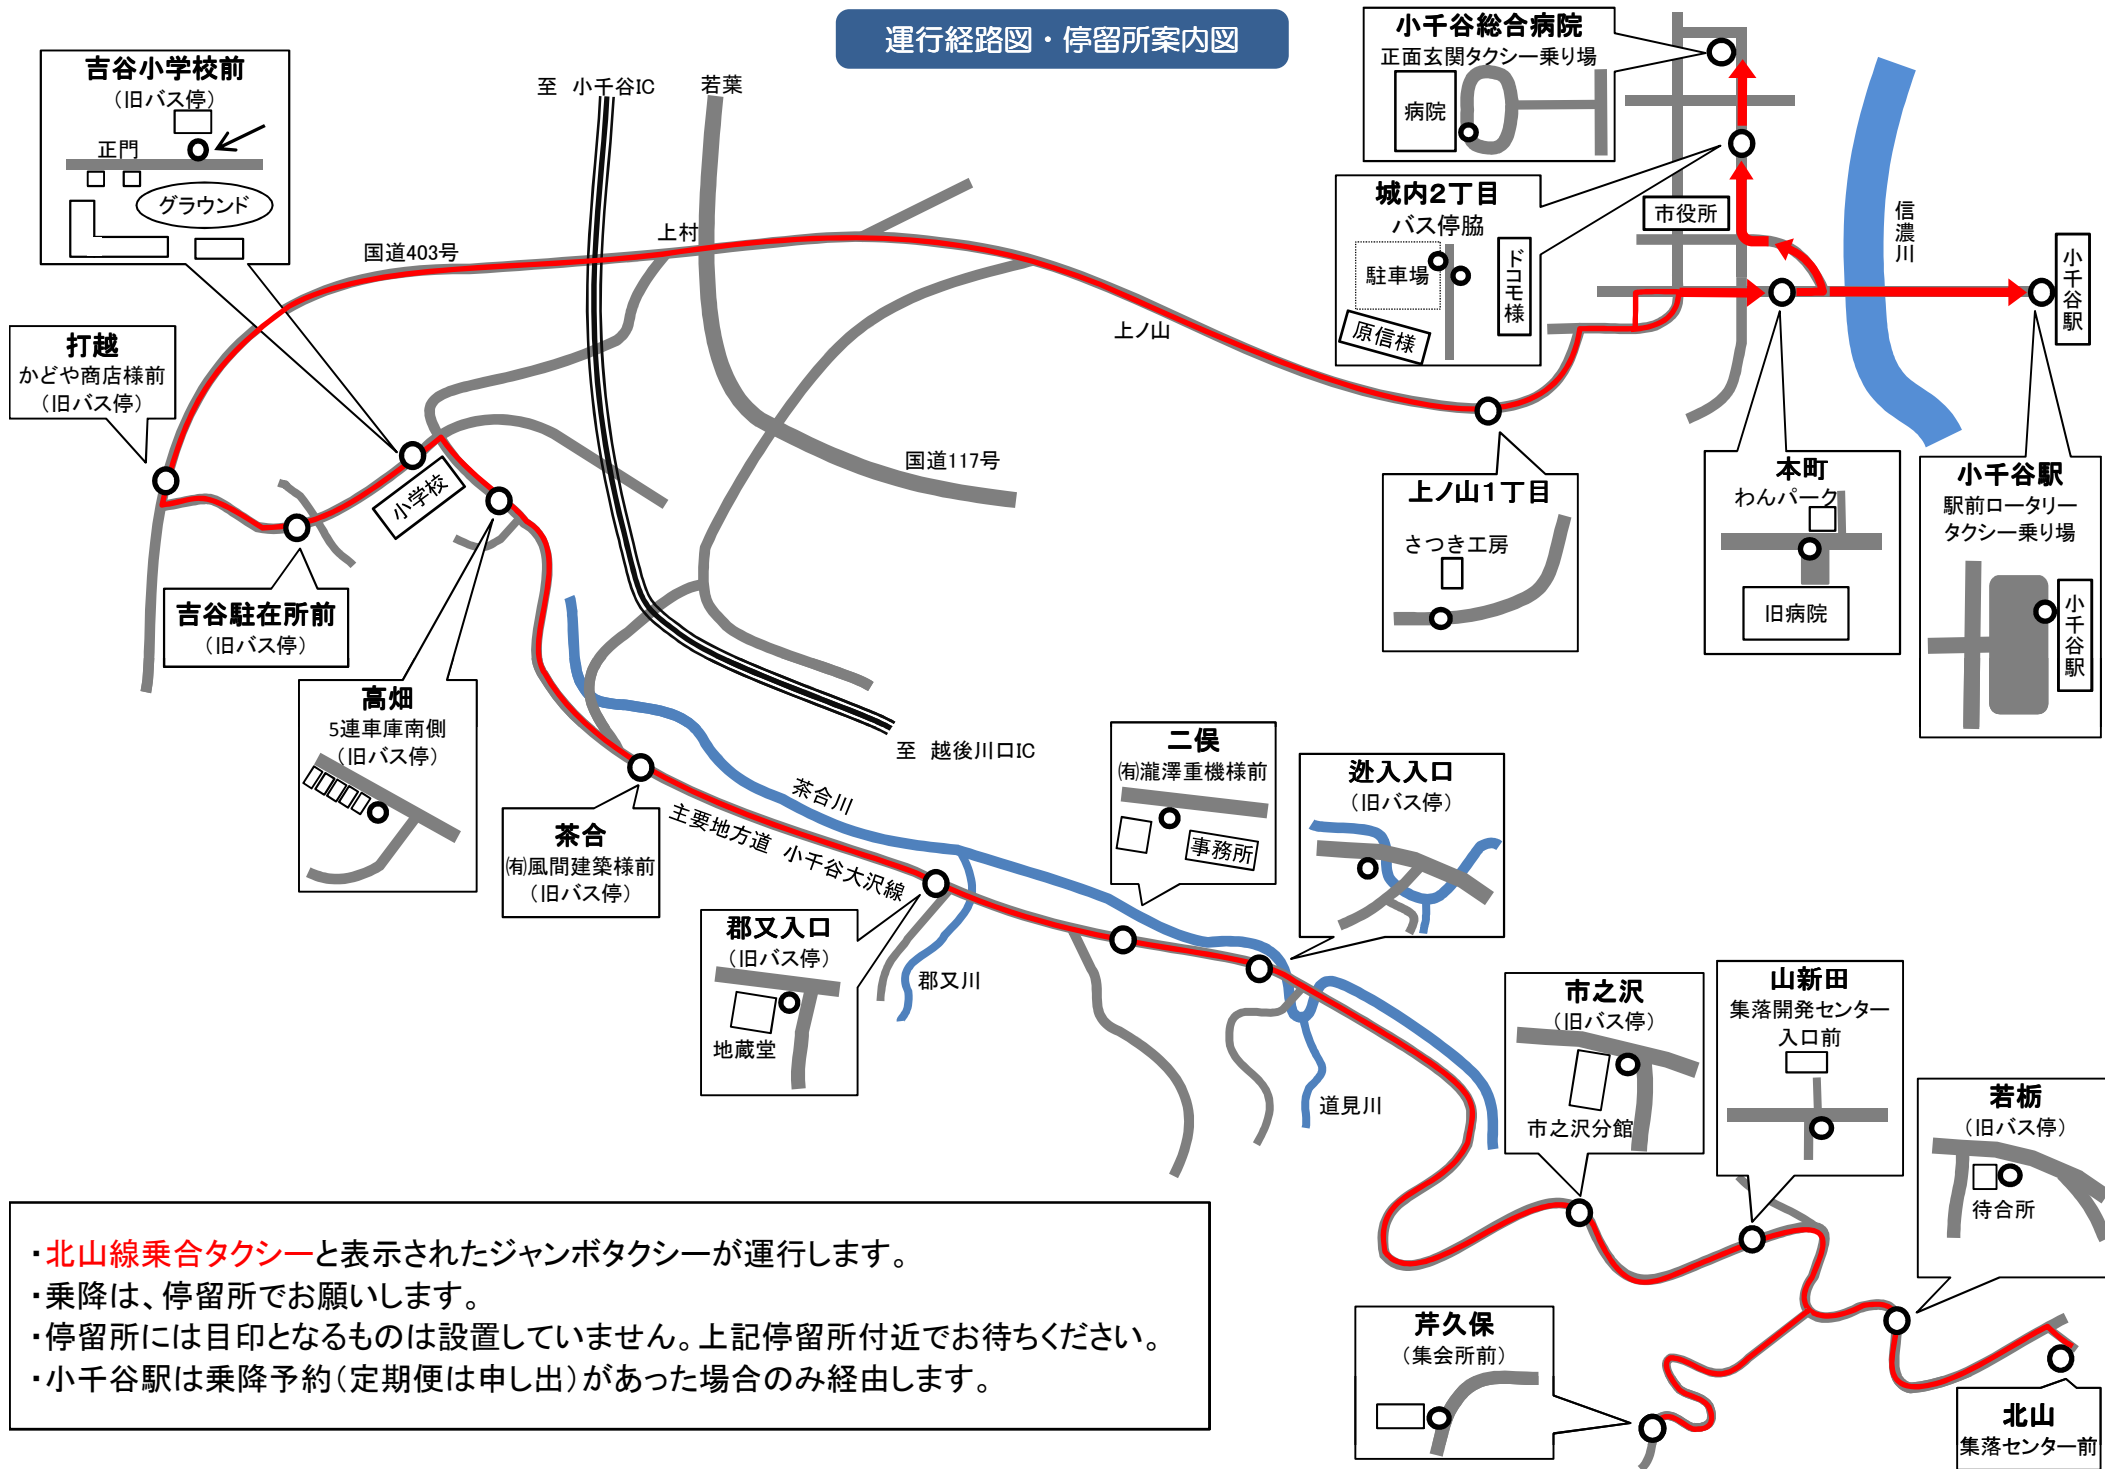 運行経路図・停留所案内図
吉谷小学校前
（旧バス停）
正門
グラウンド
至　小千谷IC
若葉
国道403号
上村
上ノ山
国道117号
小千谷総合病院
正面玄関タクシー乗り場
病院
城内２丁目
バス停脇
駐車場
ドコモ様
原信様
市役所
信濃川
小千谷駅
打越
かどや商店様前
（旧バス停）
小学校
吉谷駐在所前
（旧バス停）
高畑
5連車庫南側
（旧バス停）
上ノ山１丁目
さつき工房
本町
わんパーク
旧病院
小千谷駅
駅前ロータリー
タクシー乗り場
小千谷駅
至　越後川口IC
茶合
㈲風間建築様前
（旧バス停）
茶合川
主要地方道　小千谷大沢線
二俣
㈲瀧澤重機様前
事務所
逊入入口
（旧バス停）
郡又入口
（旧バス停）
地蔵堂
郡又川
道見川
市之沢
（旧バス停）
市之沢分館
山新田
集落開発センター
入口前
若栃
（旧バス停）
待合所
芹久保
（集会所前）
北山
集落センター前
・北山線乗合タクシーと表示されたジャンボタクシーが運行します。
・乗降は、停留所でお願いします。
・停留所には目印となるものは設置していません。上記停留所付近でお待ちください。
・小千谷駅は乗降予約（定期便は申し出）があった場合のみ経由します。